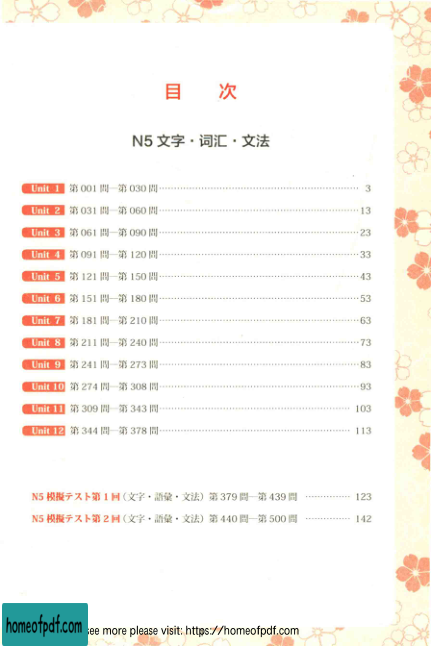 目 次
N5 文字・词汇・文法
Unit 1 第 001 問—第 030 問 3
Unit 2 第 031 問—第 060 問 13
Unit 3 第 061 問—第 090 問 23
Unit 4 第 091 問—第 120 問 33
Unit 5 第 121 問—第 150 問 43
Unit 6 第 151 問—第 180 問 53
Unit 7 第 181 問—第 210 問 63
Unit 8 第 211 問—第 240 問 73
Unit 9 第 241 問—第 273 問 83
Unit 10 第 274 問—第 308 問 93
Unit 11 第 309 問—第 343 問 103
Unit 12 第 344 問—第 378 問 113
N5 模擬テスト第 1 回（文字・語彙・文法）第 379 問—第 439 問 123
N5 模擬テスト第 2 回（文字・語彙・文法）第 440 問—第 500 問 142
homeofpdf.com see more please visit: https://homeofpdf.com